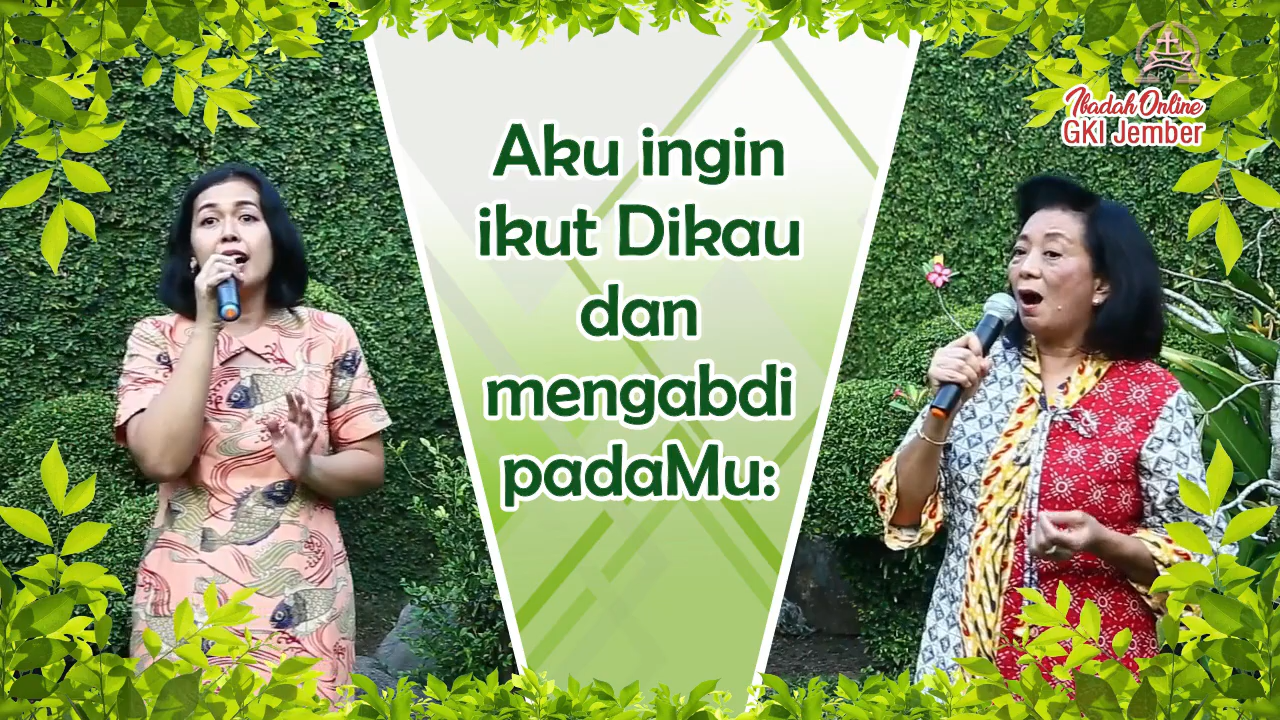 Ibadah Online
GKI Jember
Aku ingin
ikut Dikau
dan
mengabdi
padaMu: